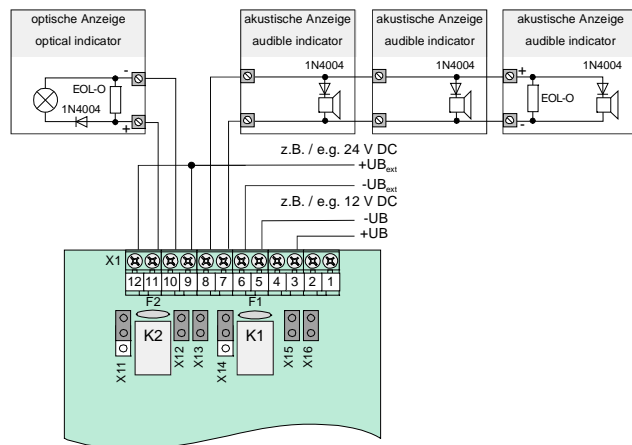 optische Anzeige
optical indicator
akustische Anzeige
audible indicator
akustische Anzeige
audible indicator
akustische Anzeige
audible indicator
-
EOL-O
1N4004
+
1N4004
1N4004
+
1N4004
EOL-O
-
z.B. / e.g. 24 V DC
+UBext
-UBext
z.B. / e.g. 12 V DC
-UB
+UB
X1
12 11 10 9 8 7 6 5 4 3 2 1
F2 F1
K2 K1
X11 X12 X13 X14 X15 X16